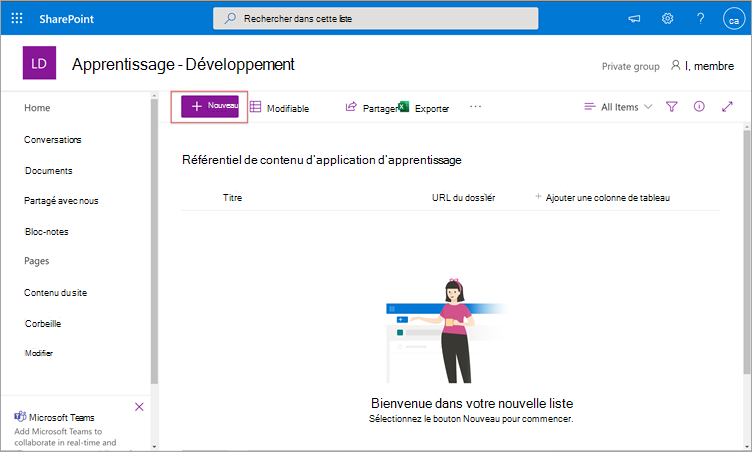 SharePoint
Rechercher dans cette liste
?
ca
LD
Apprentissage - Développement
Private group
I, membre
Home
Conversations
Documents
Partagé avec nous
Bloc-notes
Pages
Contenu du site
Corbeille
Modifier
Microsoft Teams
Add Microsoft Teams to
collaborate in real-time and
+ Nouveau
Modifiable
Partager
Exporter
···
All Items
Référentiel de contenu d'application d'apprentissage
Titre
URL du dossier
+ Ajouter une colonne de tableau
Bienvenue dans votre nouvelle liste
Sélectionnez le bouton Nouveau pour commencer.